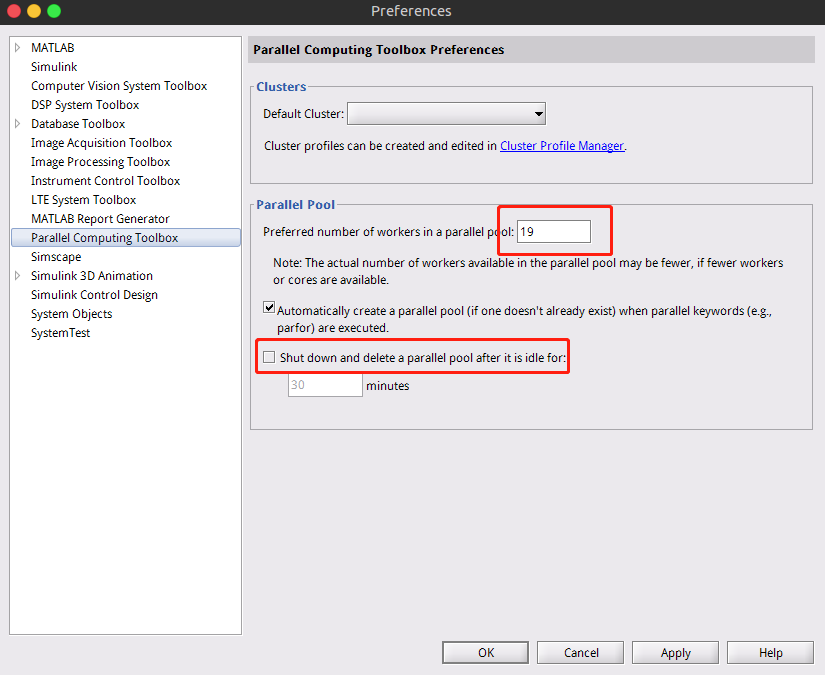 Preferences
MATLAB
Simulink
Computer Vision System Toolbox
DSP System Toolbox
Database Toolbox
Image Acquisition Toolbox
Image Processing Toolbox
Instrument Control Toolbox
LTE System Toolbox
MATLAB Report Generator
Parallel Computing Toolbox
Simscape
Simulink 3D Animation
Simulink Control Design
System Objects
SystemTest
Parallel Computing Toolbox Preferences
Clusters
Default Cluster:
Cluster profiles can be created and edited in Cluster Profile Manager.
Parallel Pool
Preferred number of workers in a parallel pool: 19
Note: The actual number of workers available in the parallel pool may be fewer, if fewer workers
or cores are available.
Automatically create a parallel pool (if one doesn't already exist) when parallel keywords (e.g.,
parfor) are executed.
Shut down and delete a parallel pool after it is idle for:
30 minutes
OK Cancel Apply Help